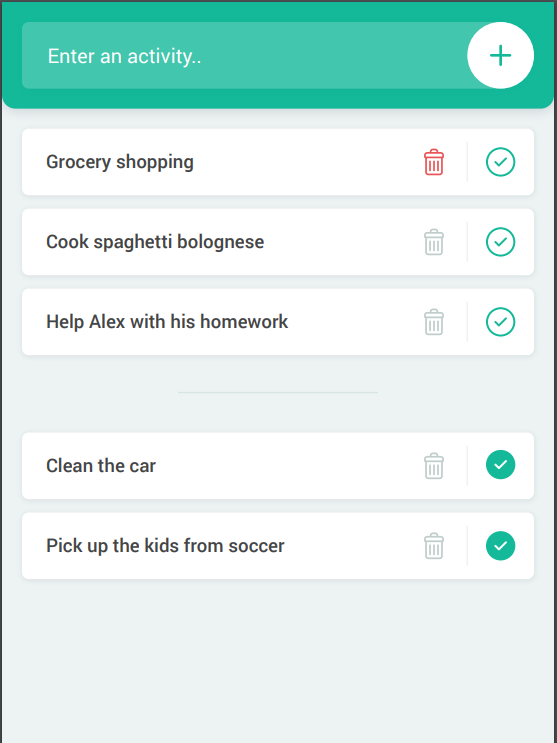 Enter an activity..
Grocery shopping
Cook spaghetti bolognese
Help Alex with his homework
Clean the car
Pick up the kids from soccer